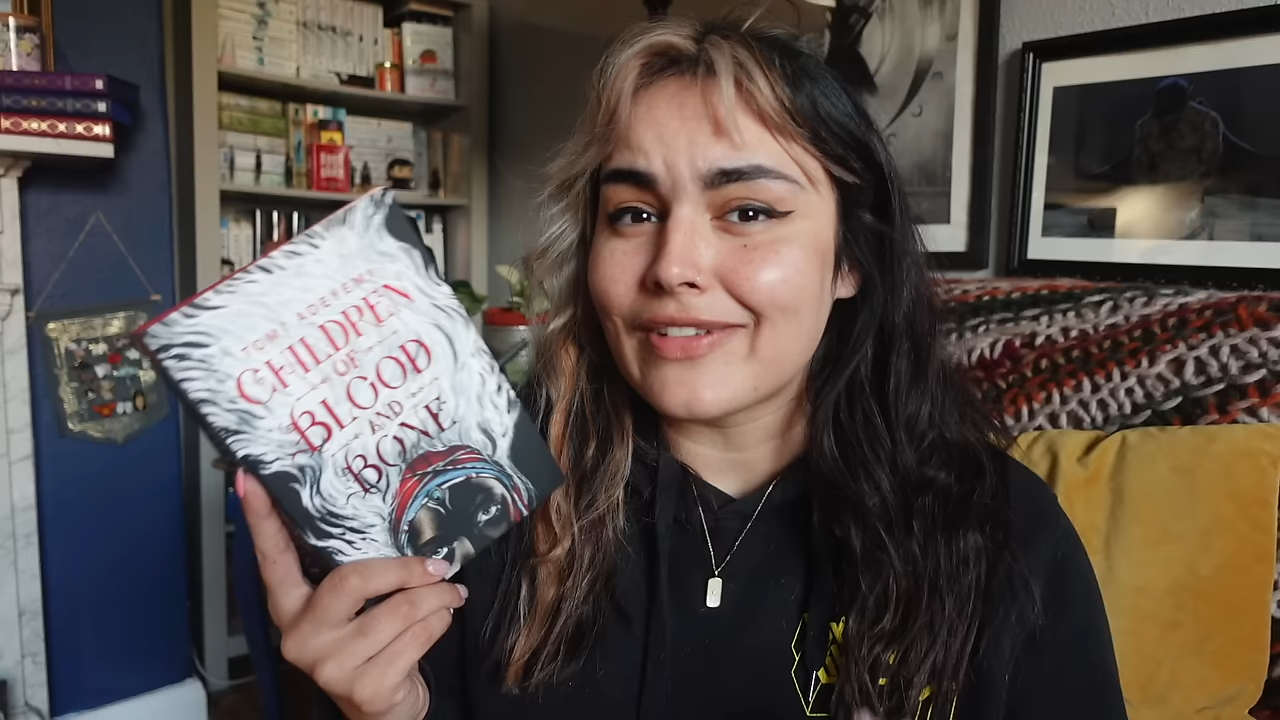 TOMI ADEYEMI
CHILDREN
OF
BLOOD
AND
BONE